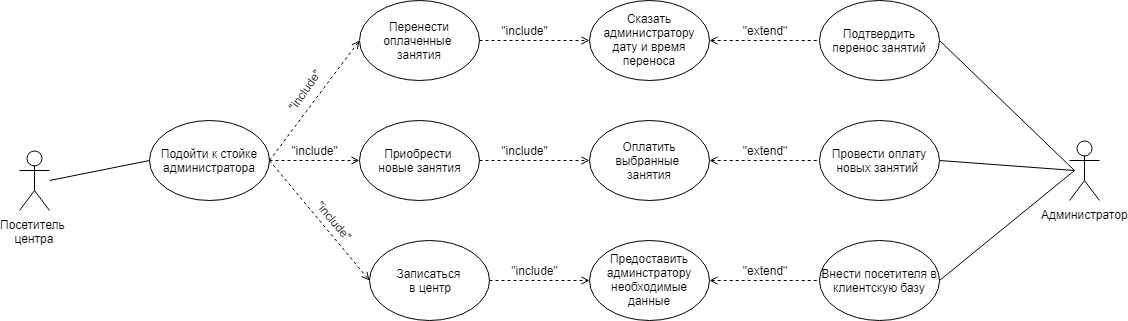 Перенести
оплаченные
занятия
"include"
Сказать
администратору
дату и время
переноса
"extend"
Подтвердить
перенос занятий
"include"
Подойти к стойке
администратора
"include"
Приобрести
новые занятия
"include"
Оплатить
выбранные
занятия
"extend"
Провести оплату
новых занятий
Посетитель
центра
Администратор
"include"
Записаться
в центр
"include"
Предоставить
админстратору
необходимые
данные
"extend"
Внести посетителя в
клиентскую базу